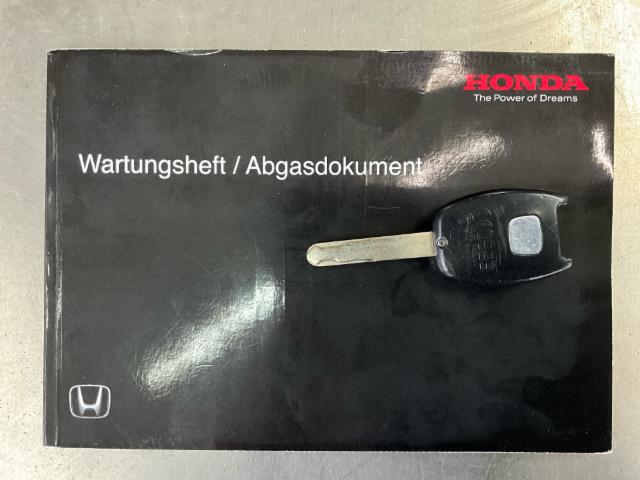 HONDA
The Power of Dreams
Wartungsheft / Abgasdokument